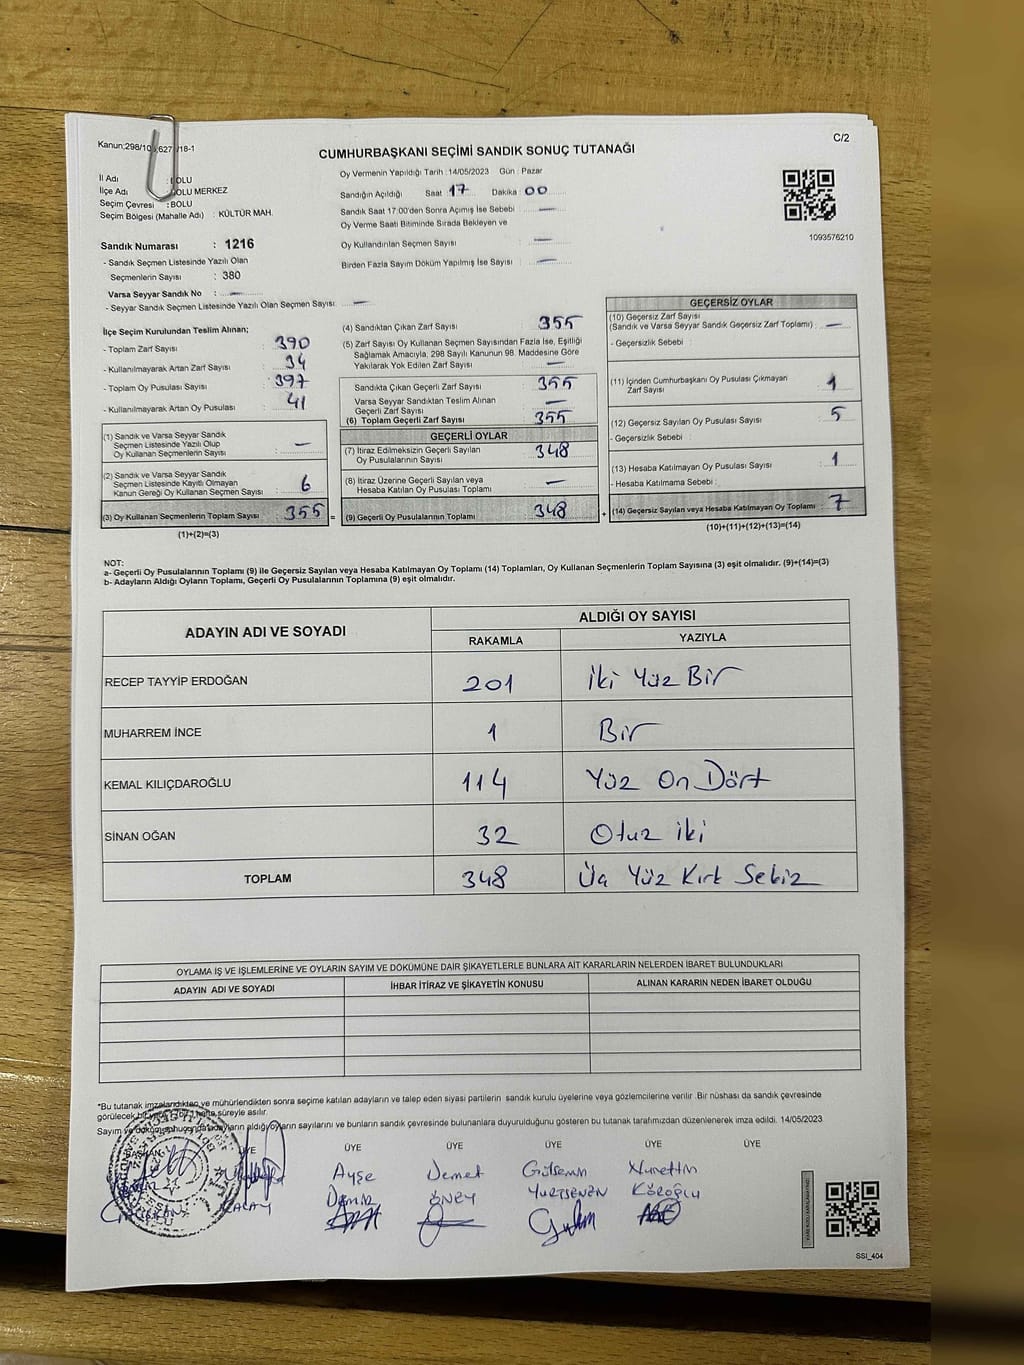 Kanun:298/10 627 /18-1
C/2
CUMHURBAŞKANI SEÇİMİ SANDIK SONUÇ TUTANAĞI
İl Adı : BOLU
İlçe Adı : BOLU MERKEZ
Seçim Çevresi : BOLU
Seçim Bölgesi (Mahalle Adı) : KÜLTÜR MAH.
Oy Vermenin Yapıldığı Tarih : 14/05/2023 Gün : Pazar
Sandığın Açıldığı Saat 17 Dakika 00
Sandık Saat 17:00'den Sonra Açımış İse Sebebi : —
Oy Verme Saati Bitiminde Sırada Bekleyen ve
Oy Kullandırılan Seçmen Sayısı : —
Birden Fazla Sayım Döküm Yapılmış İse Sayısı : —
1093576210
Sandık Numarası : 1216
- Sandık Seçmen Listesinde Yazılı Olan
Seçmenlerin Sayısı : 380
Varsa Seyyar Sandık No : —
- Seyyar Sandık Seçmen Listesinde Yazılı Olan Seçmen Sayısı: —
İlçe Seçim Kurulundan Teslim Alınan;
- Toplam Zarf Sayısı : 390
- Kullanılmayarak Artan Zarf Sayısı : 34
- Toplam Oy Pusulası Sayısı : 397
- Kullanılmayarak Artan Oy Pusulası : 41
(1) Sandık ve Varsa Seyyar Sandık
Seçmen Listesinde Yazılı Olup
Oy Kullanan Seçmenlerin Sayısı : —
(2) Sandık ve Varsa Seyyar Sandık
Seçmen Listesinde Kayıtlı Olmayan
Kanun Gereği Oy Kullanan Seçmen Sayısı : 6
(3) Oy Kullanan Seçmenlerin Toplam Sayısı : 355 =
(1)+(2)=(3)
(4) Sandıktan Çıkan Zarf Sayısı : 355
(5) Zarf Sayısı Oy Kullanan Seçmen Sayısından Fazla İse, Eşitliği
Sağlamak Amacıyla, 298 Sayılı Kanunun 98. Maddesine Göre
Yakılarak Yok Edilen Zarf Sayısı : —
Sandıkta Çıkan Geçerli Zarf Sayısı : 355
Varsa Seyyar Sandıktan Teslim Alınan
Geçerli Zarf Sayısı : —
(6) Toplam Geçerli Zarf Sayısı : 355
GEÇERLİ OYLAR
(7) İtiraz Edilmeksizin Geçerli Sayılan
Oy Pusulalarının Sayısı : 348
(8) İtiraz Üzerine Geçerli Sayılan veya
Hesaba Katılan Oy Pusulası Toplamı : —
(9) Geçerli Oy Pusulalarının Toplamı : 348 +
GEÇERSİZ OYLAR
(10) Geçersiz Zarf Sayısı
(Sandık ve Varsa Seyyar Sandık Geçersiz Zarf Toplamı) : —
- Geçersizlik Sebebi :
(11) İçinden Cumhurbaşkanı Oy Pusulası Çıkmayan
Zarf Sayısı : 1
(12) Geçersiz Sayılan Oy Pusulası Sayısı : 5
- Geçersizlik Sebebi :
(13) Hesaba Katılmayan Oy Pusulası Sayısı : 1
- Hesaba Katılmama Sebebi :
(14) Geçersiz Sayılan veya Hesaba Katılmayan Oy Toplamı : 7
(10)+(11)+(12)+(13)=(14)
NOT:
a- Geçerli Oy Pusulalarının Toplamı (9) ile Geçersiz Sayılan veya Hesaba Katılmayan Oy Toplamı (14) Toplamları, Oy Kullanan Seçmenlerin Toplam Sayısına (3) eşit olmalıdır. (9)+(14)=(3)
b- Adayların Aldığı Oyların Toplamı, Geçerli Oy Pusulalarının Toplamına (9) eşit olmalıdır.
ADAYIN ADI VE SOYADI
ALDIĞI OY SAYISI
RAKAMLA YAZIYLA
RECEP TAYYİP ERDOĞAN 201 İki Yüz Bir
MUHARREM İNCE 1 Bir
KEMAL KILIÇDAROĞLU 114 Yüz On Dört
SİNAN OĞAN 32 Otuz iki
TOPLAM 348 Üç Yüz Kırk Sekiz
OYLAMA İŞ VE İŞLEMLERİNE VE OYLARIN SAYIM VE DÖKÜMÜNE DAİR ŞİKAYETLERLE BUNLARA AİT KARARLARIN NELERDEN İBARET BULUNDUKLARI
ADAYIN ADI VE SOYADI İHBAR İTİRAZ VE ŞİKAYETİN KONUSU ALINAN KARARIN NEDEN İBARET OLDUĞU
*Bu tutanak imzalandıkten ve mühürlendikten sonra seçime katılan adayların ve talep eden siyasi partilerin sandık kurulu üyelerine veya gözlemcilerine verilir. Bir nüshası da sandık çevresinde
görülecek bir hafta süreyle asılır.
Sayım ve adayların aldığı oyların sayılarını ve bunların sandık çevresinde bulunanlara duyurulduğunu gösteren bu tutanak tarafımızdan düzenlenerek imza edildi. 14/05/2023
BAŞKAN ÜYE ÜYE ÜYE ÜYE ÜYE ÜYE
Ayşe Demet Gülsemin Nurettin
Demir ÖNEY YURTSEVEN Köroğlu
SSI_404